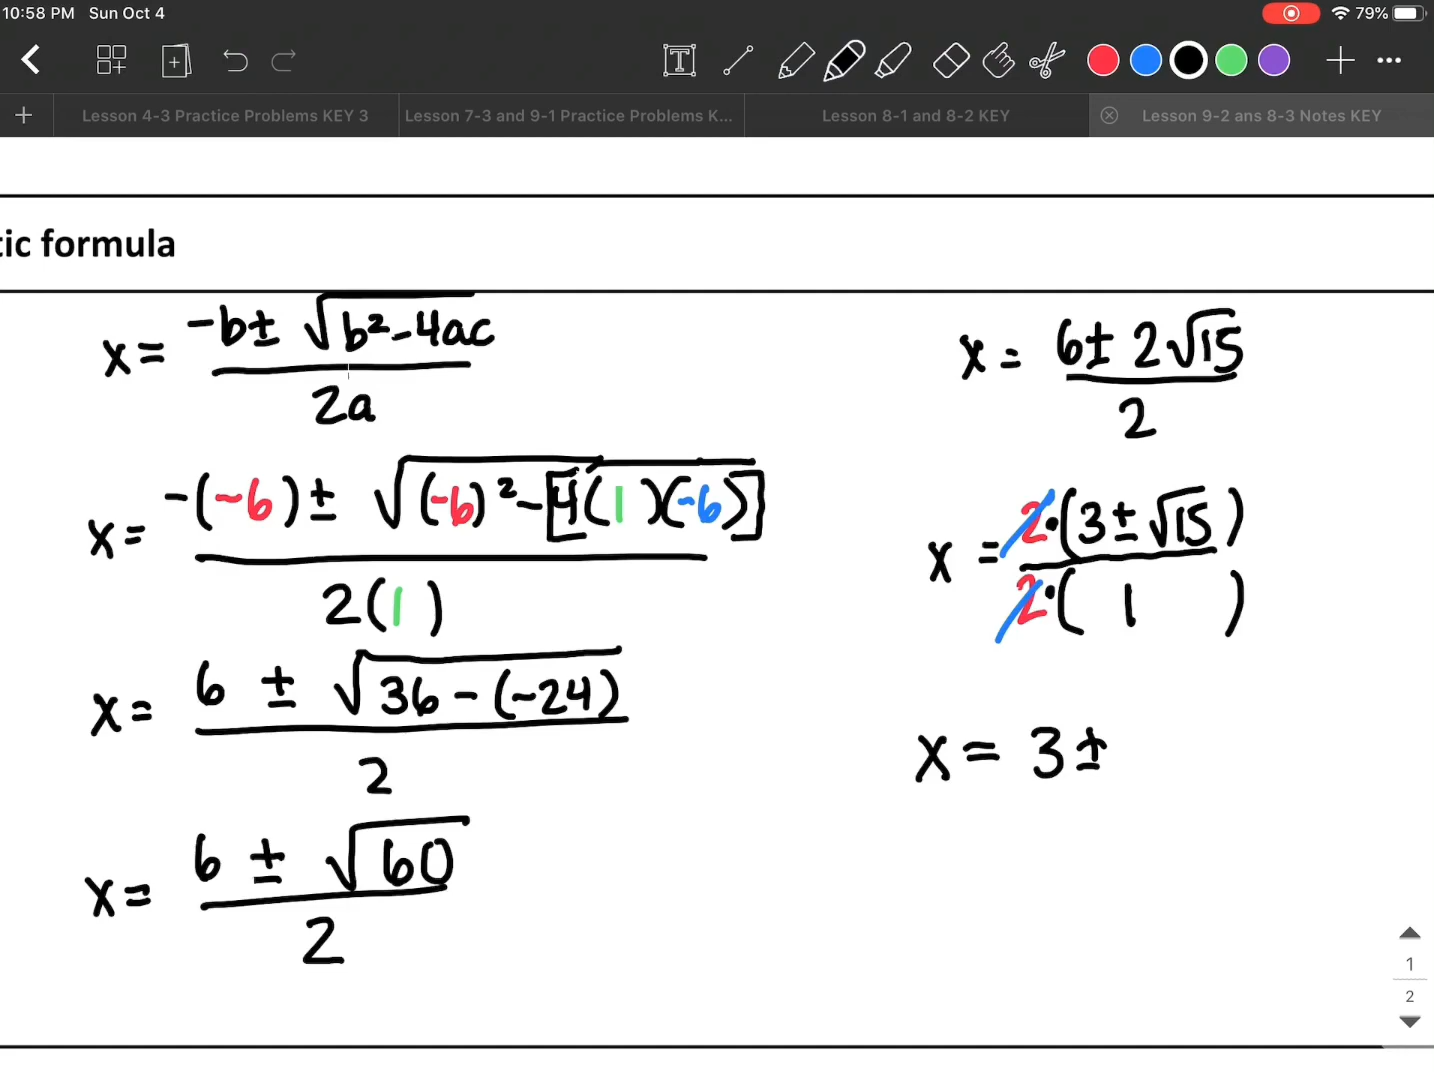 10:58 PM Sun Oct 4
79%
T
Lesson 4-3 Practice Problems KEY 3
Lesson 7-3 and 9-1 Practice Problems K...
Lesson 8-1 and 8-2 KEY
Lesson 9-2 ans 8-3 Notes KEY
tic formula
x = (-b ± √(b² - 4ac)) / 2a
x = (-(-6) ± √((-6)² - [4(1)(-6)])) / 2(1)
x = (6 ± √(36 - (-24))) / 2
x = (6 ± √60) / 2
x = (6 ± 2√15) / 2
x = 2·(3 ± √15) / 2·(1)
x = 3 ±
1
2